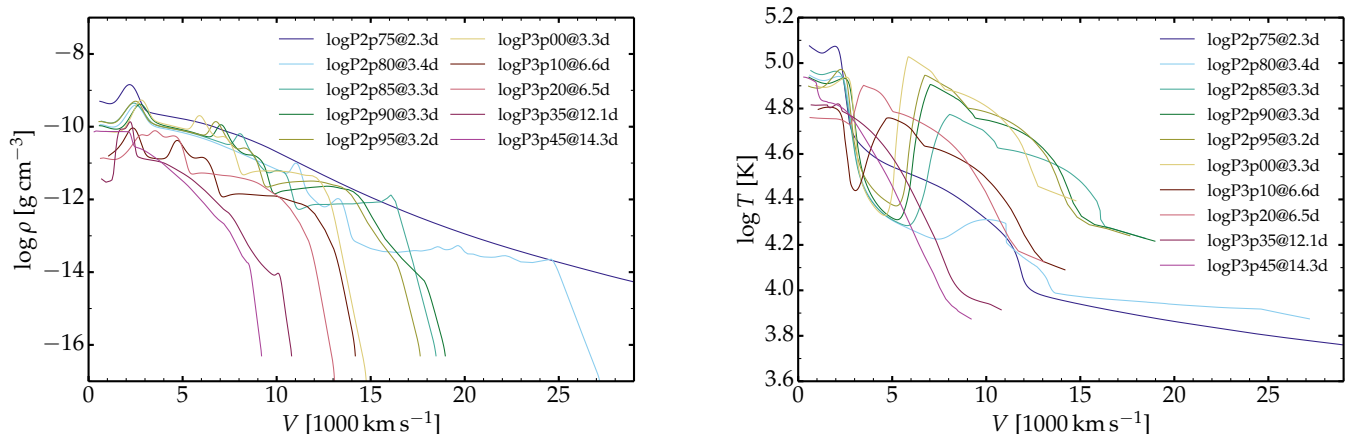 −8
−10
−12
−14
−16
log ρ [g cm⁻³]
0 5 10 15 20 25
V [1000 km s⁻¹]
logP2p75@2.3d
logP2p80@3.4d
logP2p85@3.3d
logP2p90@3.3d
logP2p95@3.2d
logP3p00@3.3d
logP3p10@6.6d
logP3p20@6.5d
logP3p35@12.1d
logP3p45@14.3d
5.2
5.0
4.8
4.6
4.4
4.2
4.0
3.8
3.6
log T [K]
0 5 10 15 20 25
V [1000 km s⁻¹]
logP2p75@2.3d
logP2p80@3.4d
logP2p85@3.3d
logP2p90@3.3d
logP2p95@3.2d
logP3p00@3.3d
logP3p10@6.6d
logP3p20@6.5d
logP3p35@12.1d
logP3p45@14.3d